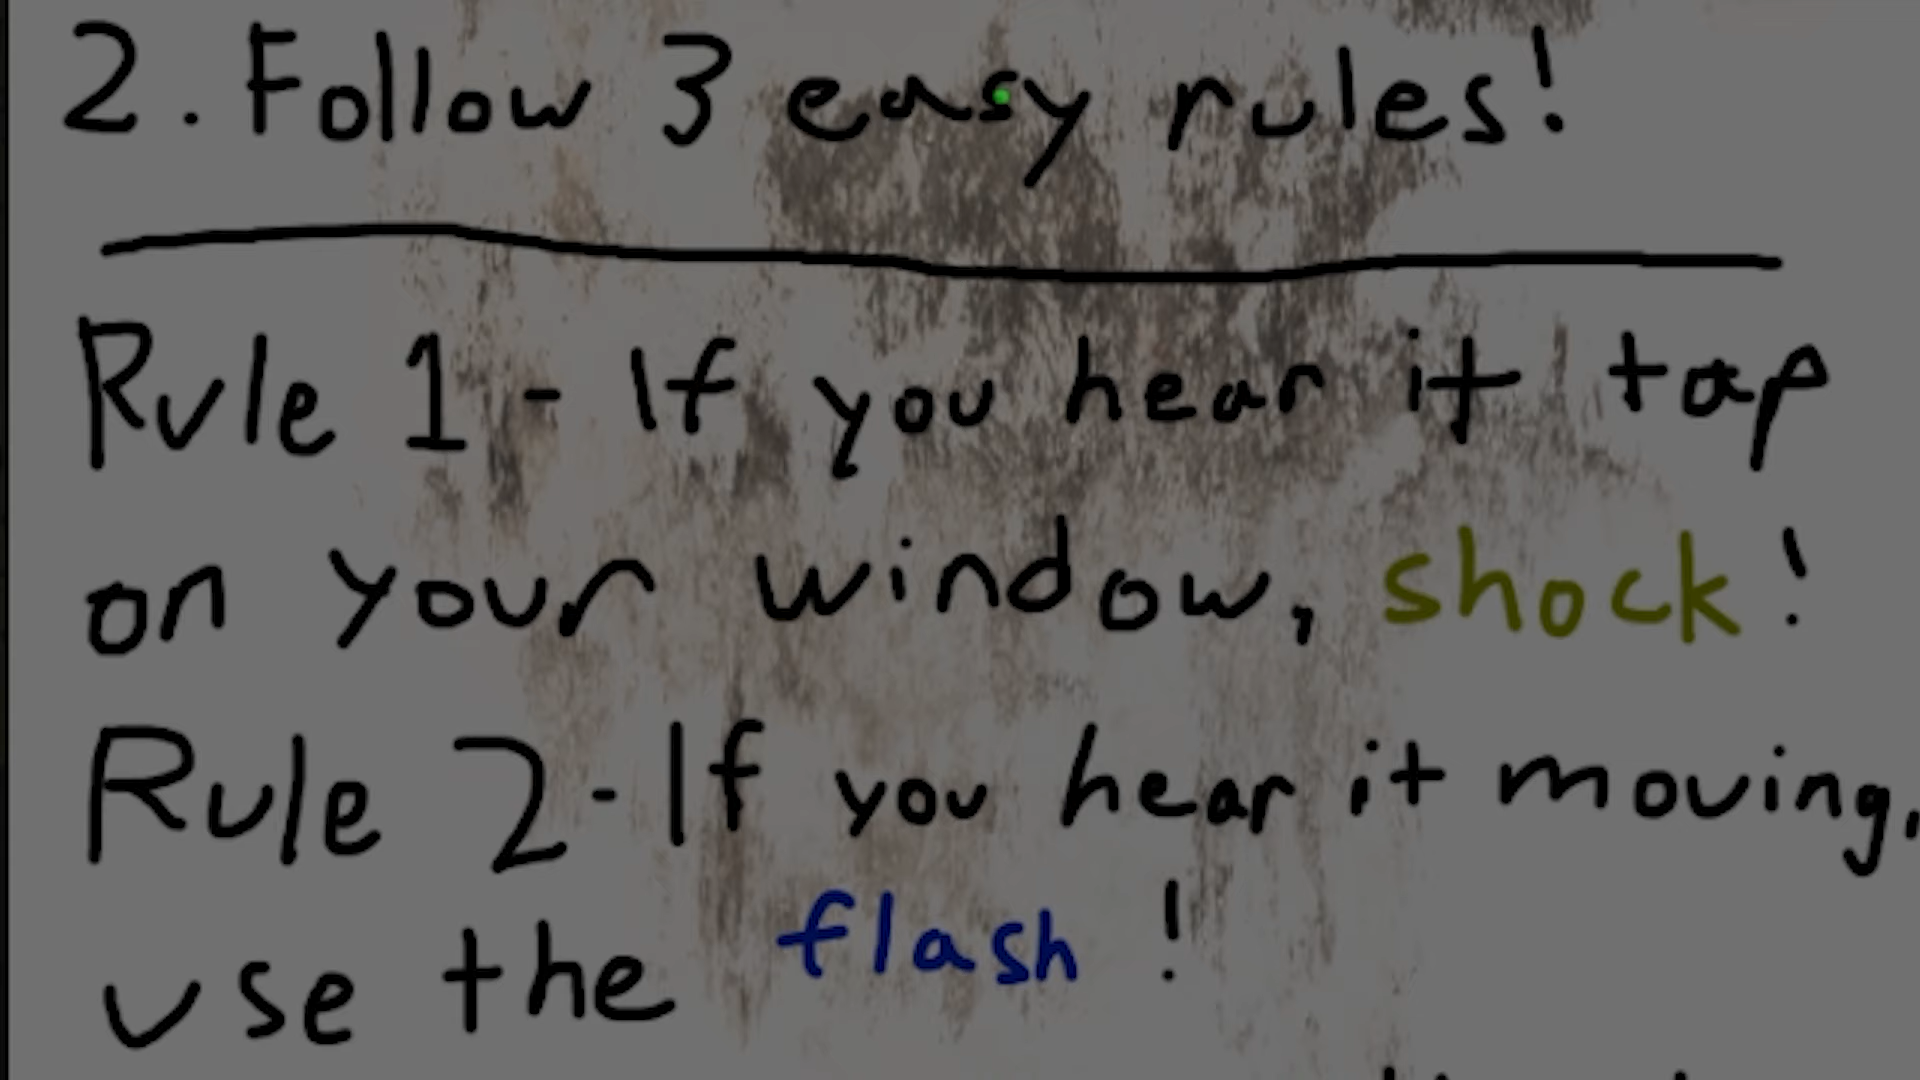 2. Follow 3 easy rules!
Rule 1 - If you hear it tap
on your window, shock!
Rule 2 - If you hear it moving,
use the flash!